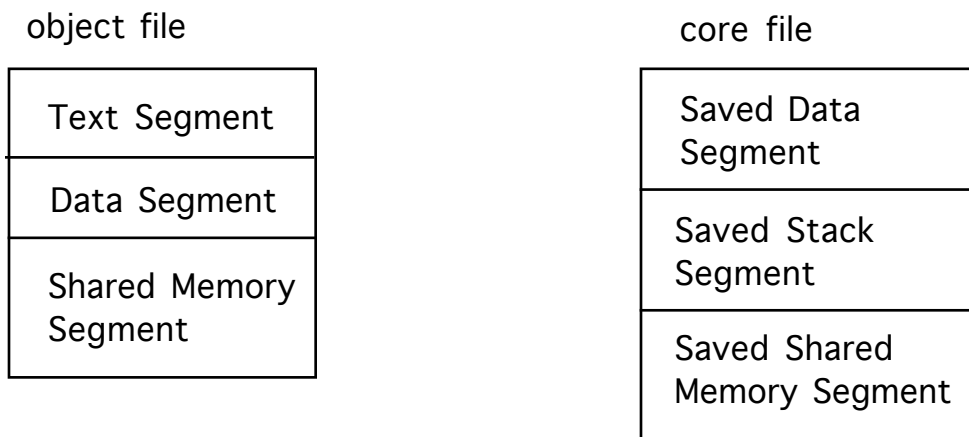 object file
Text Segment
Data Segment
Shared Memory
Segment
core file
Saved Data
Segment
Saved Stack
Segment
Saved Shared
Memory Segment